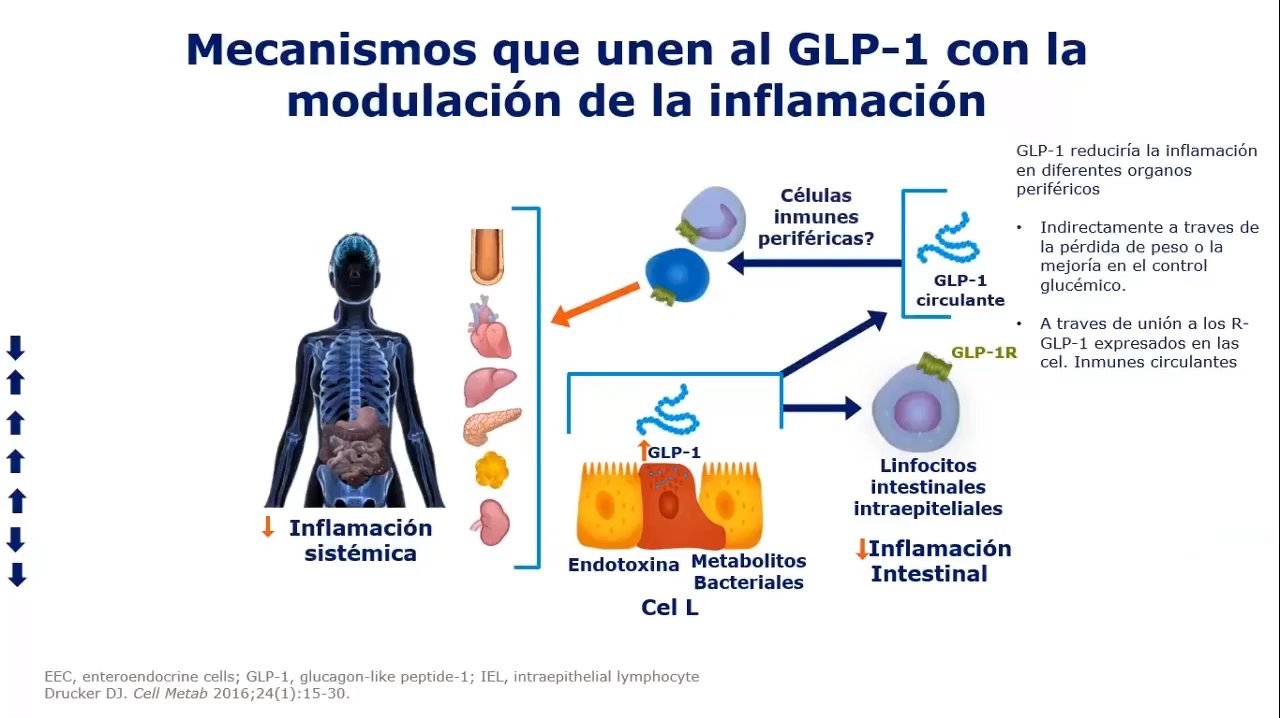 Mecanismos que unen al GLP-1 con la
modulación de la inflamación
GLP-1 reduciría la inflamación
en diferentes organos
periféricos
• Indirectamente a traves de
la pérdida de peso o la
mejoría en el control
glucémico.
• A traves de unión a los R-
GLP-1 expresados en las
cel. Inmunes circulantes
Células
inmunes
periféricas?
GLP-1
circulante
GLP-1R
GLP-1
Linfocitos
intestinales
intraepiteliales
Inflamación
sistémica
Inflamación
Intestinal
Endotoxina
Metabolitos
Bacteriales
Cel L
EEC, enteroendocrine cells; GLP-1, glucagon-like peptide-1; IEL, intraepithelial lymphocyte
Drucker DJ. Cell Metab 2016;24(1):15-30.